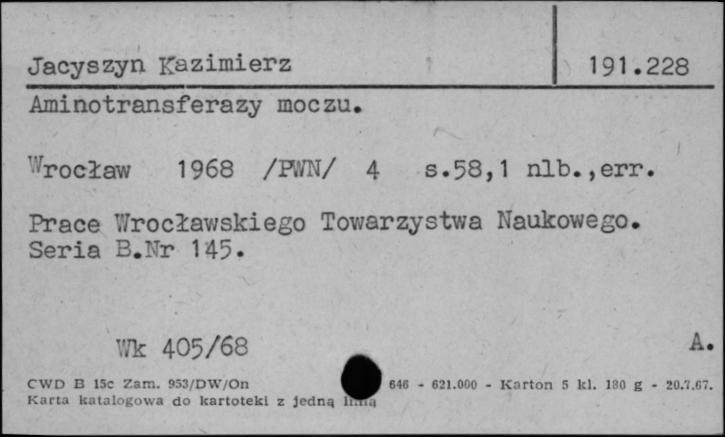 Jacyszyn Kazimierz 191.228
Aminotransferazy moczu.
Wrocław 1968 /PWN/ 4 s.58,1 nlb.,err.
Prace Wrocławskiego Towarzystwa Naukowego.
Seria B.Nr 145.
Wk 405/68 A.
CWD B 15c Zam. 953/DW/On 646 - 621.000 - Karton 5 kl. 180 g - 20.7.67.
Karta katalogowa do kartoteki z jedną linią